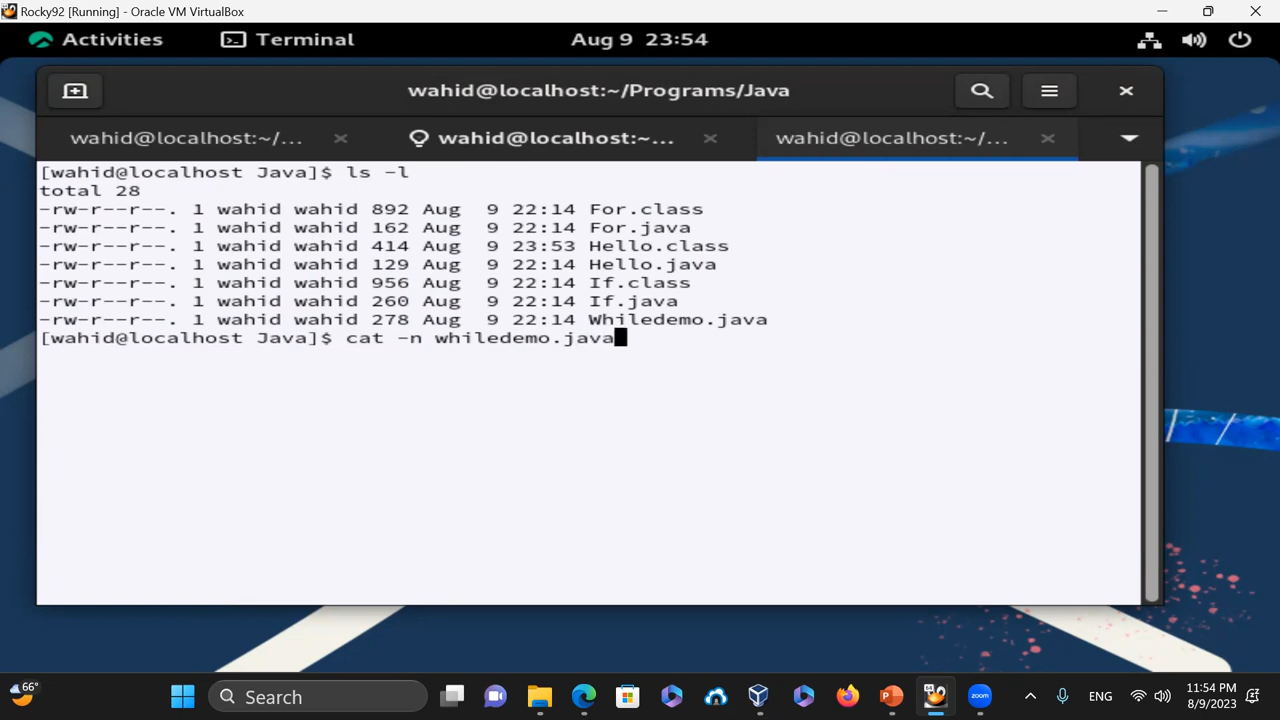 Rocky92 [Running] - Oracle VM VirtualBox
Activities Terminal Aug 9 23:54
wahid@localhost:~/Programs/Java
wahid@localhost:~/... wahid@localhost:~... wahid@localhost:~/...
[wahid@localhost Java]$ ls -l
total 28
-rw-r--r--. 1 wahid wahid 892 Aug  9 22:14 For.class
-rw-r--r--. 1 wahid wahid 162 Aug  9 22:14 For.java
-rw-r--r--. 1 wahid wahid 414 Aug  9 23:53 Hello.class
-rw-r--r--. 1 wahid wahid 129 Aug  9 22:14 Hello.java
-rw-r--r--. 1 wahid wahid 956 Aug  9 22:14 If.class
-rw-r--r--. 1 wahid wahid 260 Aug  9 22:14 If.java
-rw-r--r--. 1 wahid wahid 278 Aug  9 22:14 Whiledemo.java
[wahid@localhost Java]$ cat -n whiledemo.java
66° Search zoom ENG 11:54 PM
8/9/2023